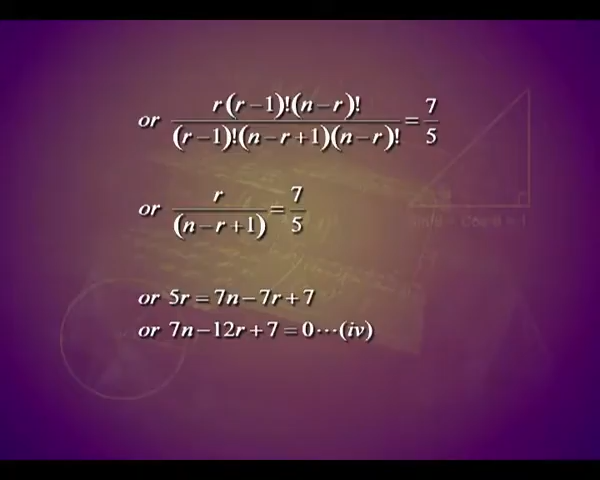 or r(r−1)!(n−r)! / (r−1)!(n−r+1)(n−r)! = 7/5
or r / (n−r+1) = 7/5
or 5r = 7n−7r+7
or 7n−12r+7 = 0⋯(iv)